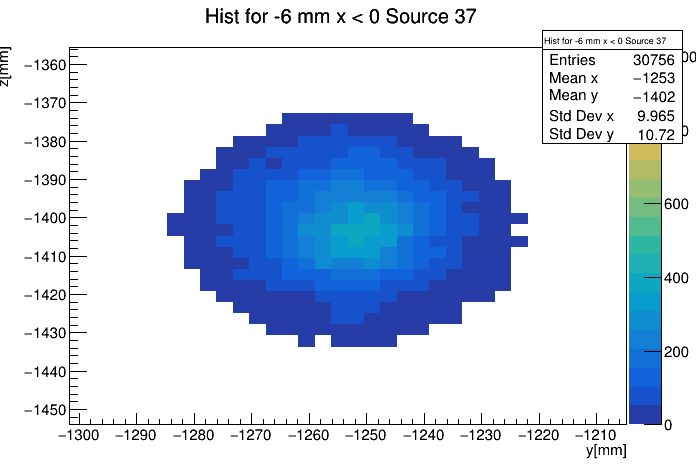 Hist for -6 mm x < 0 Source 37
Hist for -6 mm x < 0 Source 37
Entries 30756
Mean x −1253
Mean y −1402
Std Dev x 9.965
Std Dev y 10.72
z[mm]
−1360
−1370
−1380
−1390
−1400
−1410
−1420
−1430
−1440
−1450
−1300
−1290
−1280
−1270
−1260
−1250
−1240
−1230
−1220
−1210
y[mm]
600
400
200
0